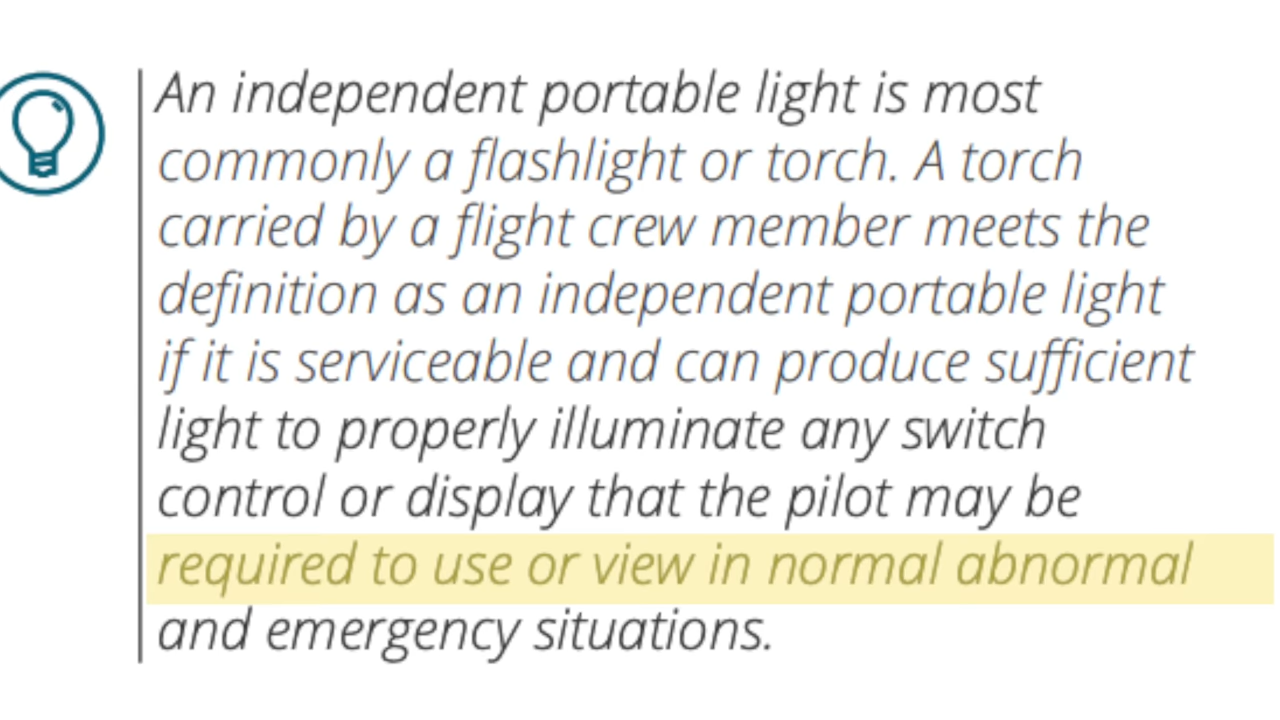 An independent portable light is most
commonly a flashlight or torch. A torch
carried by a flight crew member meets the
definition as an independent portable light
if it is serviceable and can produce sufficient
light to properly illuminate any switch
control or display that the pilot may be
required to use or view in normal abnormal
and emergency situations.